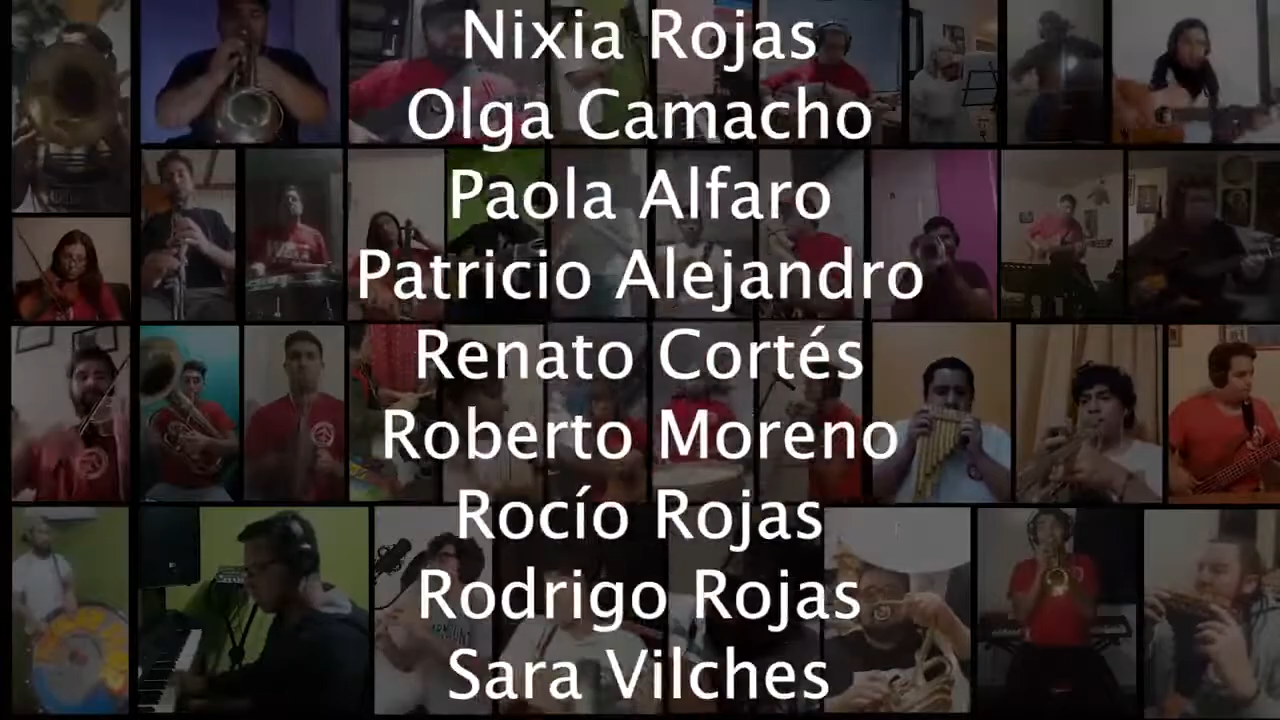 Nixia Rojas
Olga Camacho
Paola Alfaro
Patricio Alejandro
Renato Cortés
Roberto Moreno
Rocío Rojas
Rodrigo Rojas
Sara Vilches